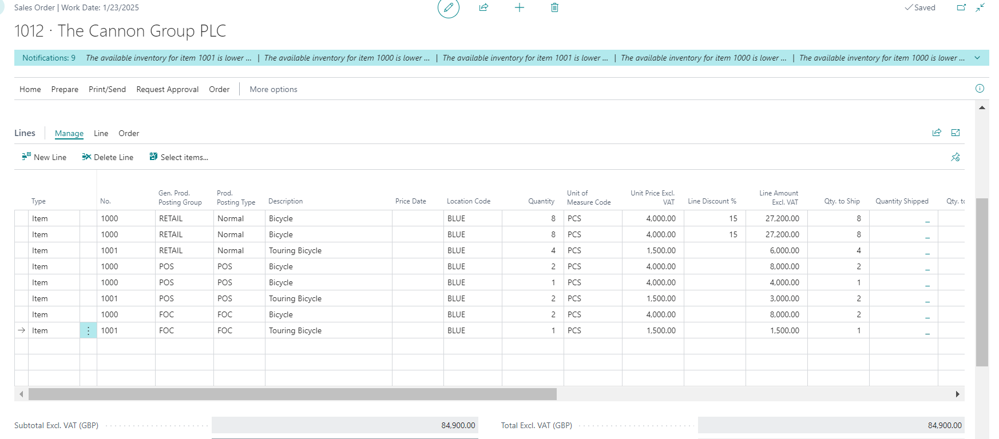 Sales Order | Work Date: 1/23/2025
Saved
1012 · The Cannon Group PLC
Notifications: 9 The available inventory for item 1001 is lower ... | The available inventory for item 1000 is lower ... | The available inventory for item 1001 is lower ... | The available inventory for item 1000 is lower ... | The available inventory for item 1000 is lower ...
Home Prepare Print/Send Request Approval Order More options
Lines Manage Line Order
New Line Delete Line Select items...
Type No. Gen. Prod. Posting Group Prod. Posting Type Description Price Date Location Code Quantity Unit of Measure Code Unit Price Excl. VAT Line Discount % Line Amount Excl. VAT Qty. to Ship Quantity Shipped Qty. to
Item 1000 RETAIL Normal Bicycle BLUE 8 PCS 4,000.00 15 27,200.00 8 _
Item 1000 RETAIL Normal Bicycle BLUE 8 PCS 4,000.00 15 27,200.00 8 _
Item 1001 RETAIL Normal Touring Bicycle BLUE 4 PCS 1,500.00 6,000.00 4 _
Item 1000 POS POS Bicycle BLUE 2 PCS 4,000.00 8,000.00 2 _
Item 1000 POS POS Bicycle BLUE 1 PCS 4,000.00 4,000.00 1 _
Item 1001 POS POS Touring Bicycle BLUE 2 PCS 1,500.00 3,000.00 2 _
Item 1000 FOC FOC Bicycle BLUE 2 PCS 4,000.00 8,000.00 2 _
Item 1001 FOC FOC Touring Bicycle BLUE 1 PCS 1,500.00 1,500.00 1 _
Subtotal Excl. VAT (GBP) 84,900.00 Total Excl. VAT (GBP) 84,900.00